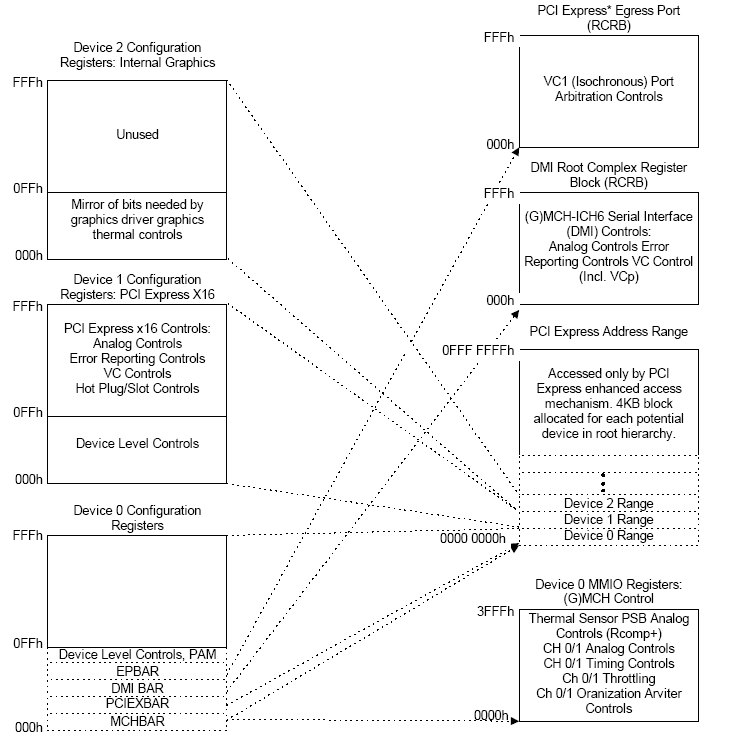 Device 2 Configuration
Registers: Internal Graphics
FFFh
Unused
0FFh
Mirror of bits needed by
graphics driver graphics
thermal controls
000h
Device 1 Configuration
Registers: PCI Express X16
FFFh
PCI Express x16 Controls:
Analog Controls
Error Reporting Controls
VC Controls
Hot Plug/Slot Controls
0FFh
Device Level Controls
000h
Device 0 Configuration
Registers
FFFh
0FFh
Device Level Controls, PAM
EPBAR
DMI BAR
PCIEXBAR
MCHBAR
000h
PCI Express* Egress Port
(RCRB)
FFFh
VC1 (Isochronous) Port
Arbitration Controls
000h
DMI Root Complex Register
Block (RCRB)
FFFh
(G)MCH-ICH6 Serial Interface
(DMI) Controls:
Analog Controls Error
Reporting Controls VC Control
(Incl. VCp)
000h
PCI Express Address Range
0FFF FFFFh
Accessed only by PCI
Express enhanced access
mechanism. 4KB block
allocated for each potential
device in root hierarchy.
Device 2 Range
Device 1 Range
Device 0 Range
0000 0000h
Device 0 MMIO Registers:
(G)MCH Control
3FFFh
Thermal Sensor PSB Analog
Controls (Rcomp+)
CH 0/1 Analog Controls
CH 0/1 Timing Controls
Ch 0/1 Throttling
Ch 0/1 Oranization Arviter
Controls
0000h